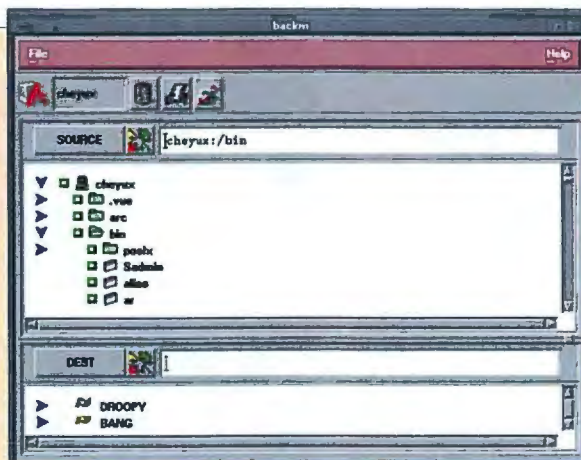 backm
File Help
cheyux
SOURCE cheyux:/bin
cheyux
.vue
arc
bin
posix
Sadmin
alias
ar
DEST
DROOPY
BANG